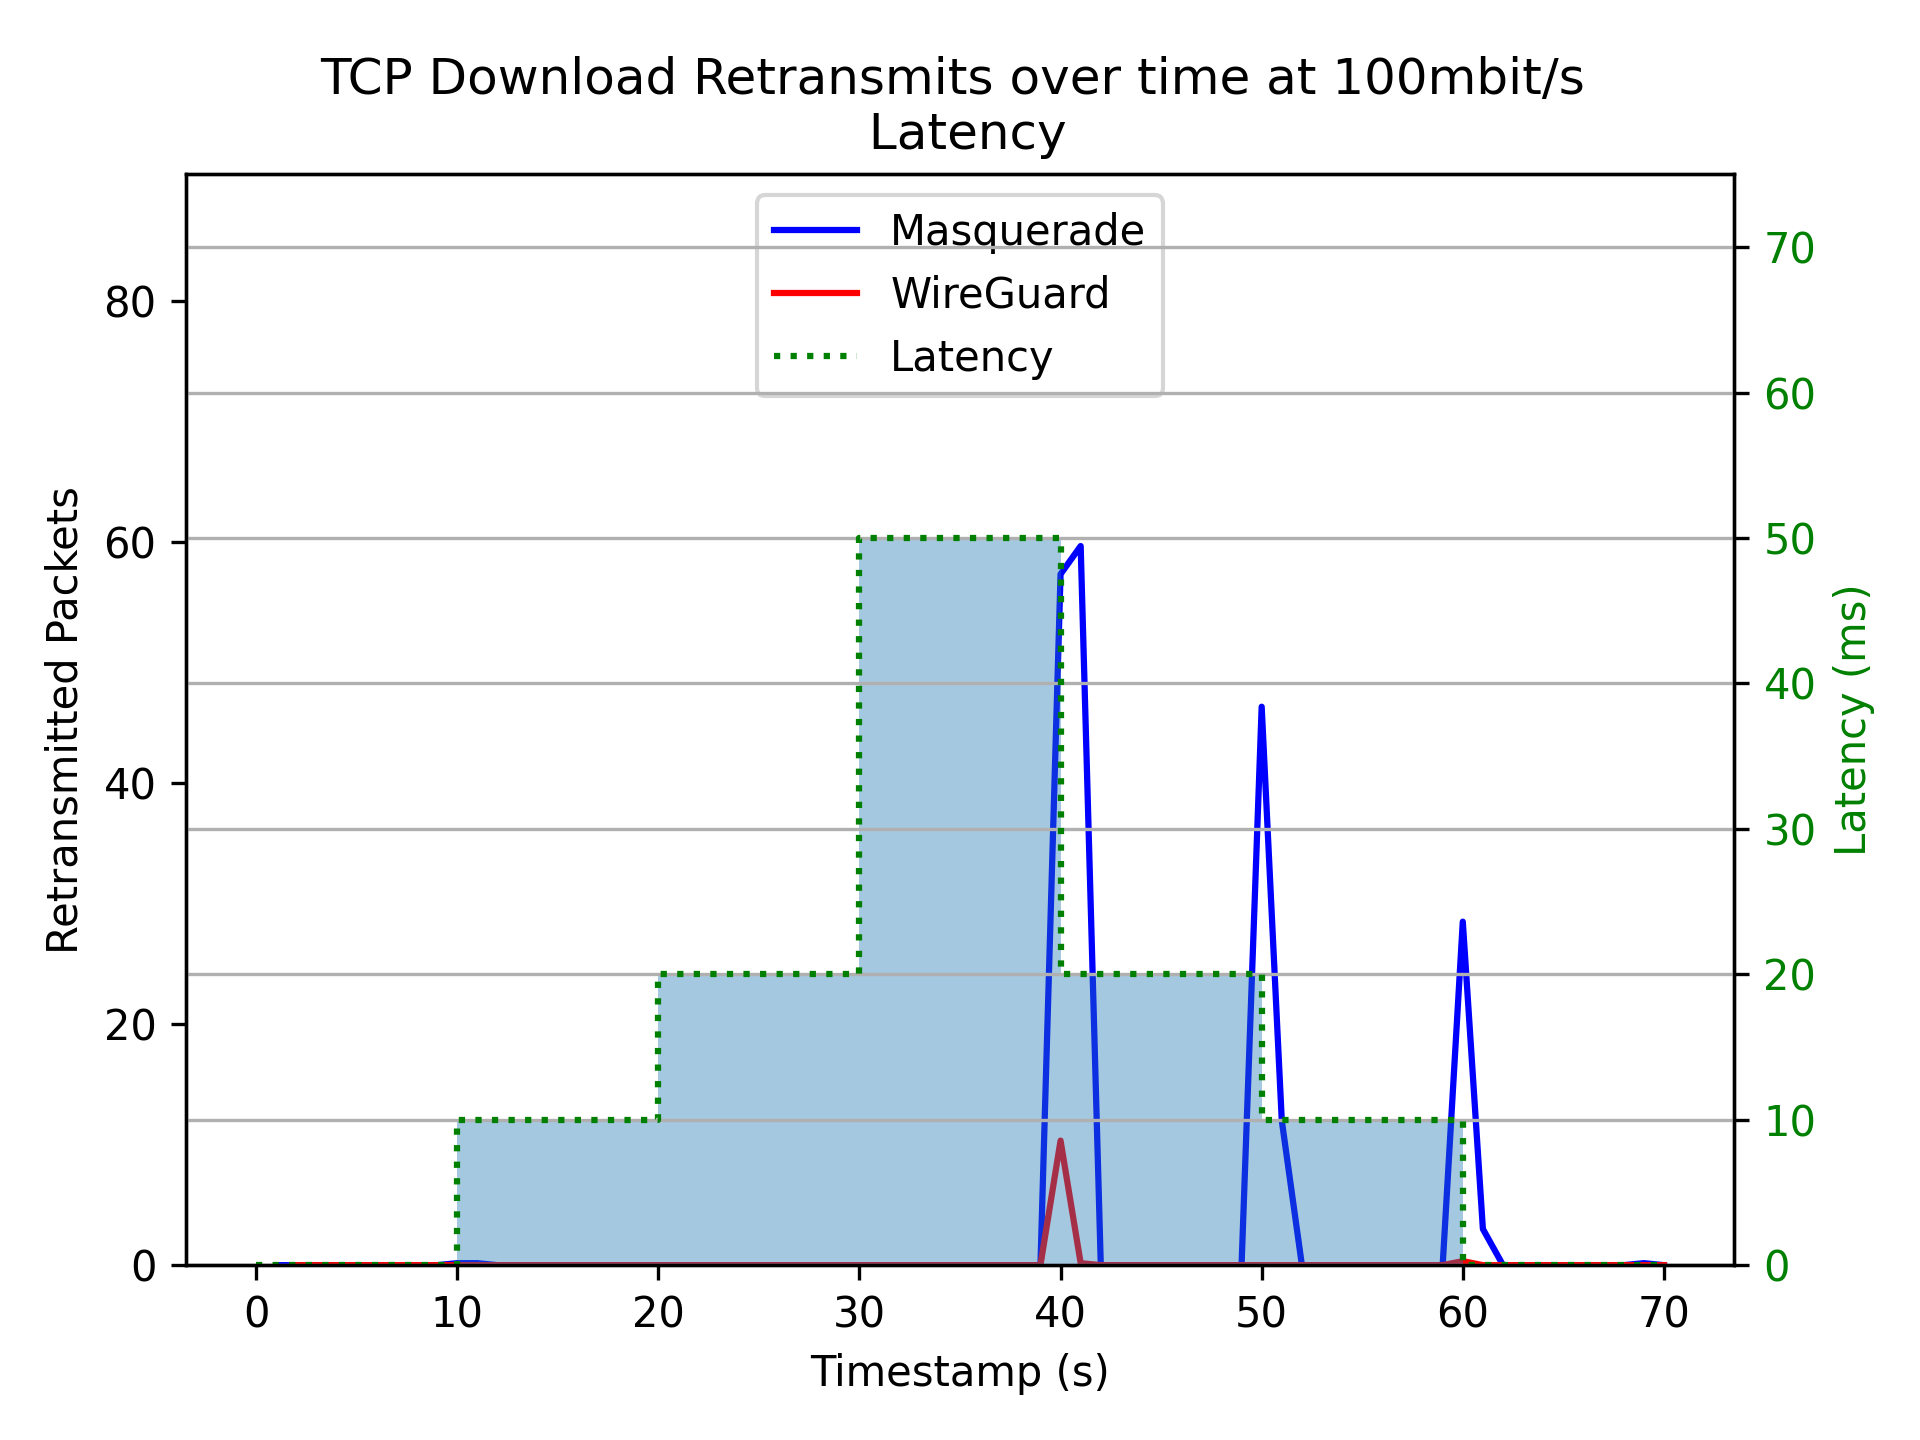 TCP Download Retransmits over time at 100mbit/s
Latency
Masquerade
WireGuard
Latency
Retransmitted Packets
80
60
40
20
0
70
60
50
40
30
20
10
0
Latency (ms)
0 10 20 30 40 50 60 70
Timestamp (s)